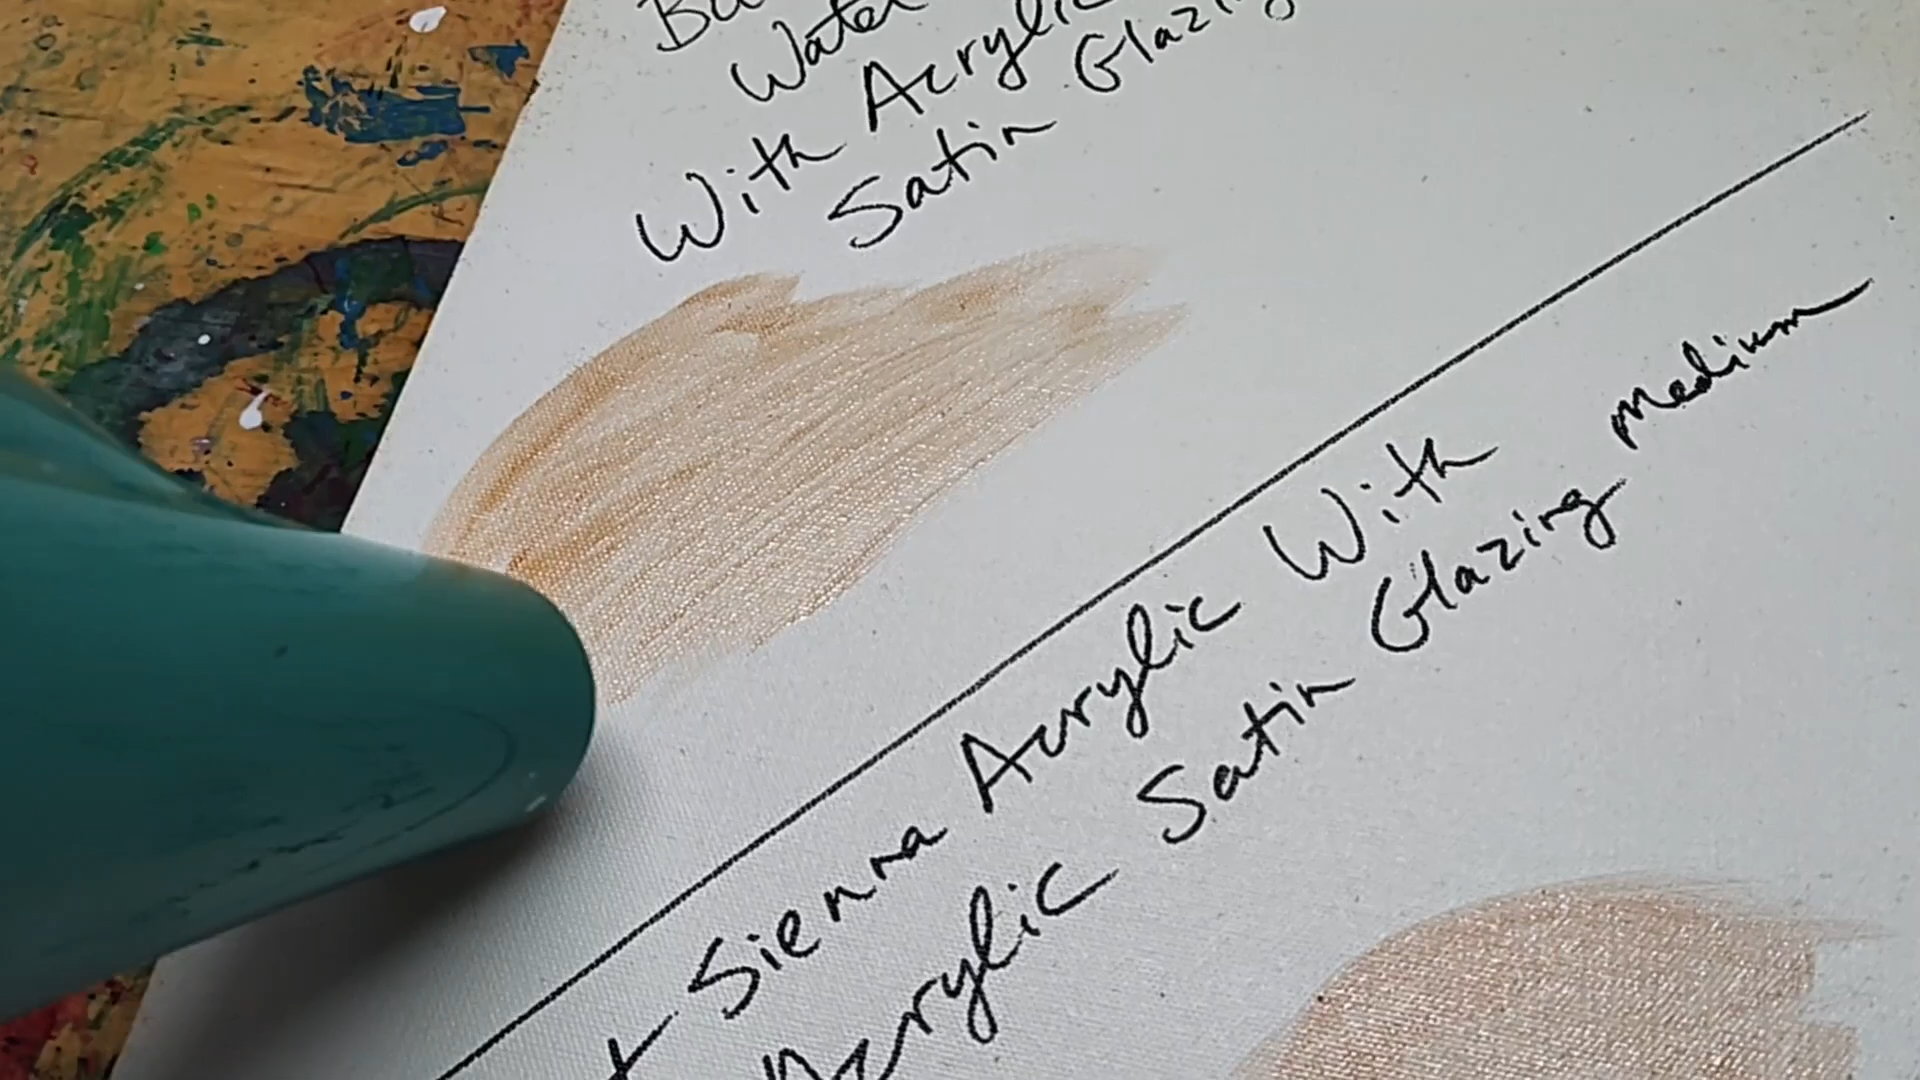 Water
With Acrylic
Satin Glazing
Sienna Acrylic With
Acrylic Satin Glazing Medium